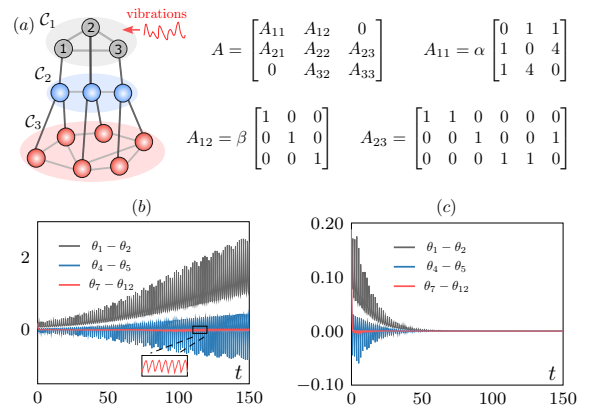 (a)
C₁
vibrations
1 2 3
C₂
C₃
A = [A₁₁ A₁₂ 0
A₂₁ A₂₂ A₂₃
0 A₃₂ A₃₃]
A₁₁ = α [0 1 1
1 0 4
1 4 0]
A₁₂ = β [1 0 0
0 1 0
0 0 1]
A₂₃ = [1 1 0 0 0 0
0 0 1 0 0 1
0 0 0 1 1 0]
(b)
2
0
θ₁ − θ₂
θ₄ − θ₅
θ₇ − θ₁₂
t
0 50 100 150
(c)
0.20
0.10
0.00
−0.10
θ₁ − θ₂
θ₄ − θ₅
θ₇ − θ₁₂
t
0 50 100 150